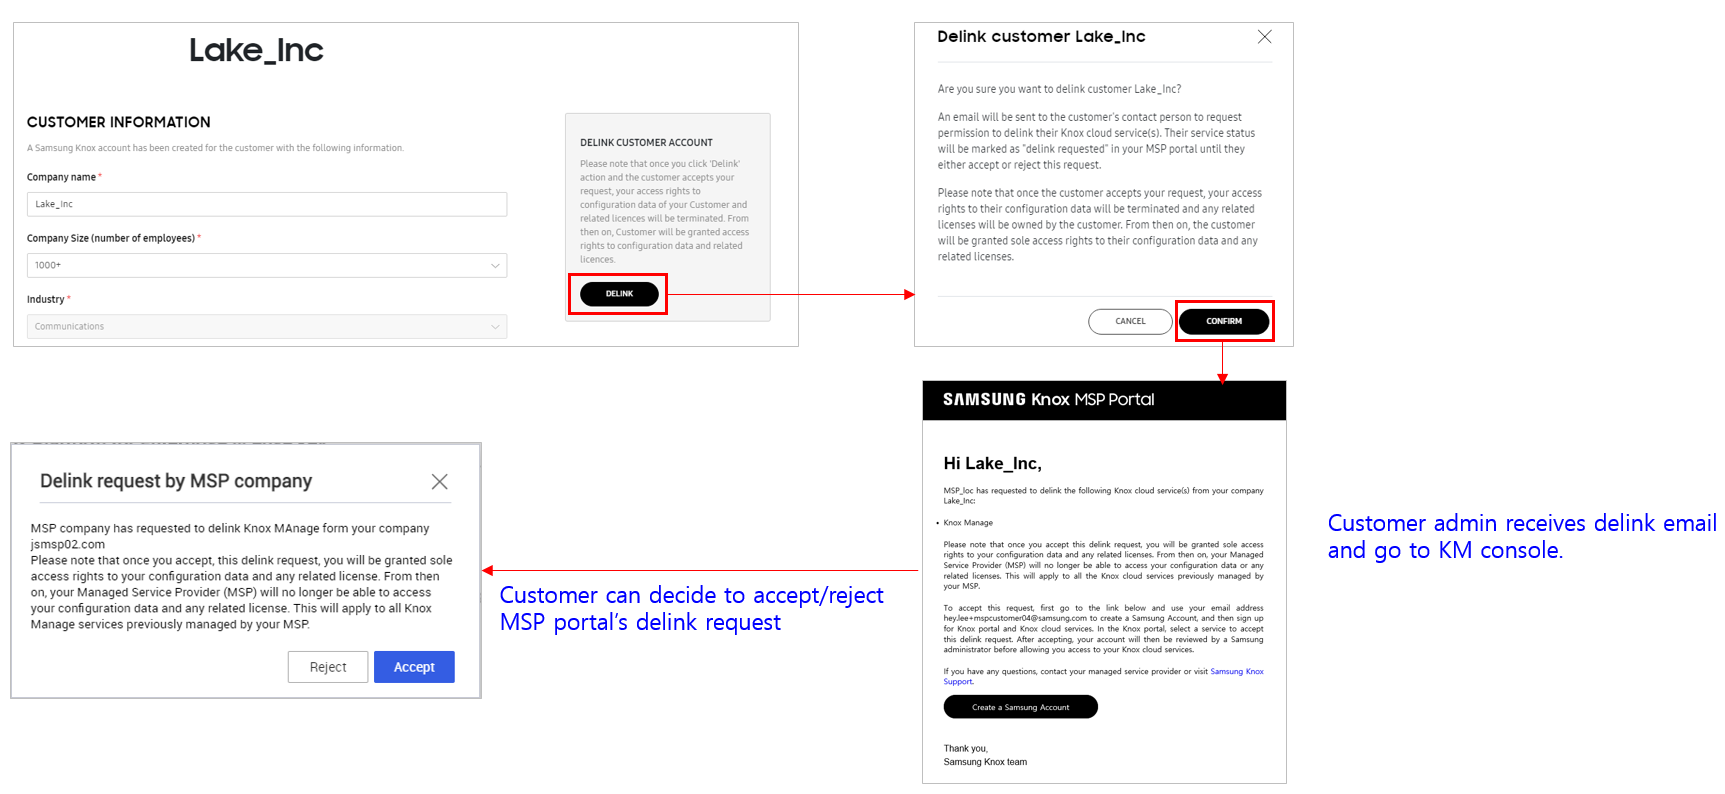 Lake_Inc
CUSTOMER INFORMATION
A Samsung Knox account has been created for the customer with the following information.
Company name *
Lake_Inc
Company Size (number of employees) *
1000+
Industry *
Communications
DELINK CUSTOMER ACCOUNT
Please note that once you click 'Delink'
action and the customer accepts your
request, your access rights to
configuration data of your Customer and
related licences will be terminated. From
then on, Customer will be granted access
rights to configuration data and related
licences.
DELINK
Delink customer Lake_Inc
Are you sure you want to delink customer Lake_Inc?
An email will be sent to the customer's contact person to request
permission to delink their Knox cloud service(s). Their service status
will be marked as "delink requested" in your MSP portal until they
either accept or reject this request.
Please note that once the customer accepts your request, your access
rights to their configuration data will be terminated and any related
licenses will be owned by the customer. From then on, the customer
will be granted sole access rights to their configuration data and any
related licenses.
CANCEL
CONFIRM
SAMSUNG Knox MSP Portal
Hi Lake_Inc,
MSP_loc has requested to delink the following Knox cloud service(s) from your company
Lake_Inc:
• Knox Manage
Please note that once you accept this delink request, you will be granted sole access
rights to your configuration data and any related licenses. From then on, your Managed
Service Provider (MSP) will no longer be able to access your configuration data or any
related licenses. This will apply to all the Knox cloud services previously managed by
your MSP.
To accept this request, first go to the link below and use your email address
hey.lee+mspcustomer04@samsung.com to create a Samsung Account, and then sign up
for Knox portal and Knox cloud services. In the Knox portal, select a service to accept
this delink request. After accepting, your account will then be reviewed by a Samsung
administrator before allowing you access to your Knox cloud services.
If you have any questions, contact your managed service provider or visit Samsung Knox
Support.
Create a Samsung Account
Thank you,
Samsung Knox team
Customer admin receives delink email
and go to KM console.
Customer can decide to accept/reject
MSP portal's delink request
Delink request by MSP company
MSP company has requested to delink Knox MAnage form your company
jsmsp02.com
Please note that once you accept, this delink request, you will be granted sole
access rights to your configuration data and any related license. From then
on, your Managed Service Provider (MSP) will no longer be able to access
your configuration data and any related license. This will apply to all Knox
Manage services previously managed by your MSP.
Reject
Accept